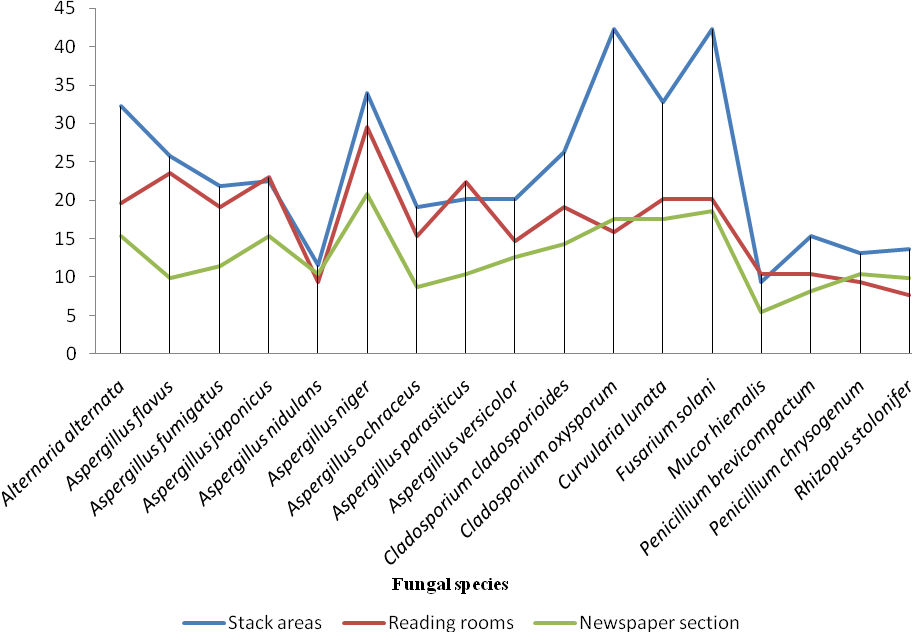 45
40
35
30
25
20
15
10
5
0
Alternaria alternata
Aspergillus flavus
Aspergillus fumigatus
Aspergillus japonicus
Aspergillus nidulans
Aspergillus niger
Aspergillus ochraceus
Aspergillus parasiticus
Aspergillus versicolor
Cladosporium cladosporioides
Cladosporium oxysporum
Curvularia lunata
Fusarium solani
Mucor hiemalis
Penicillium brevicompactum
Penicillium chrysogenum
Rhizopus stolonifer
Fungal species
Stack areas Reading rooms Newspaper section